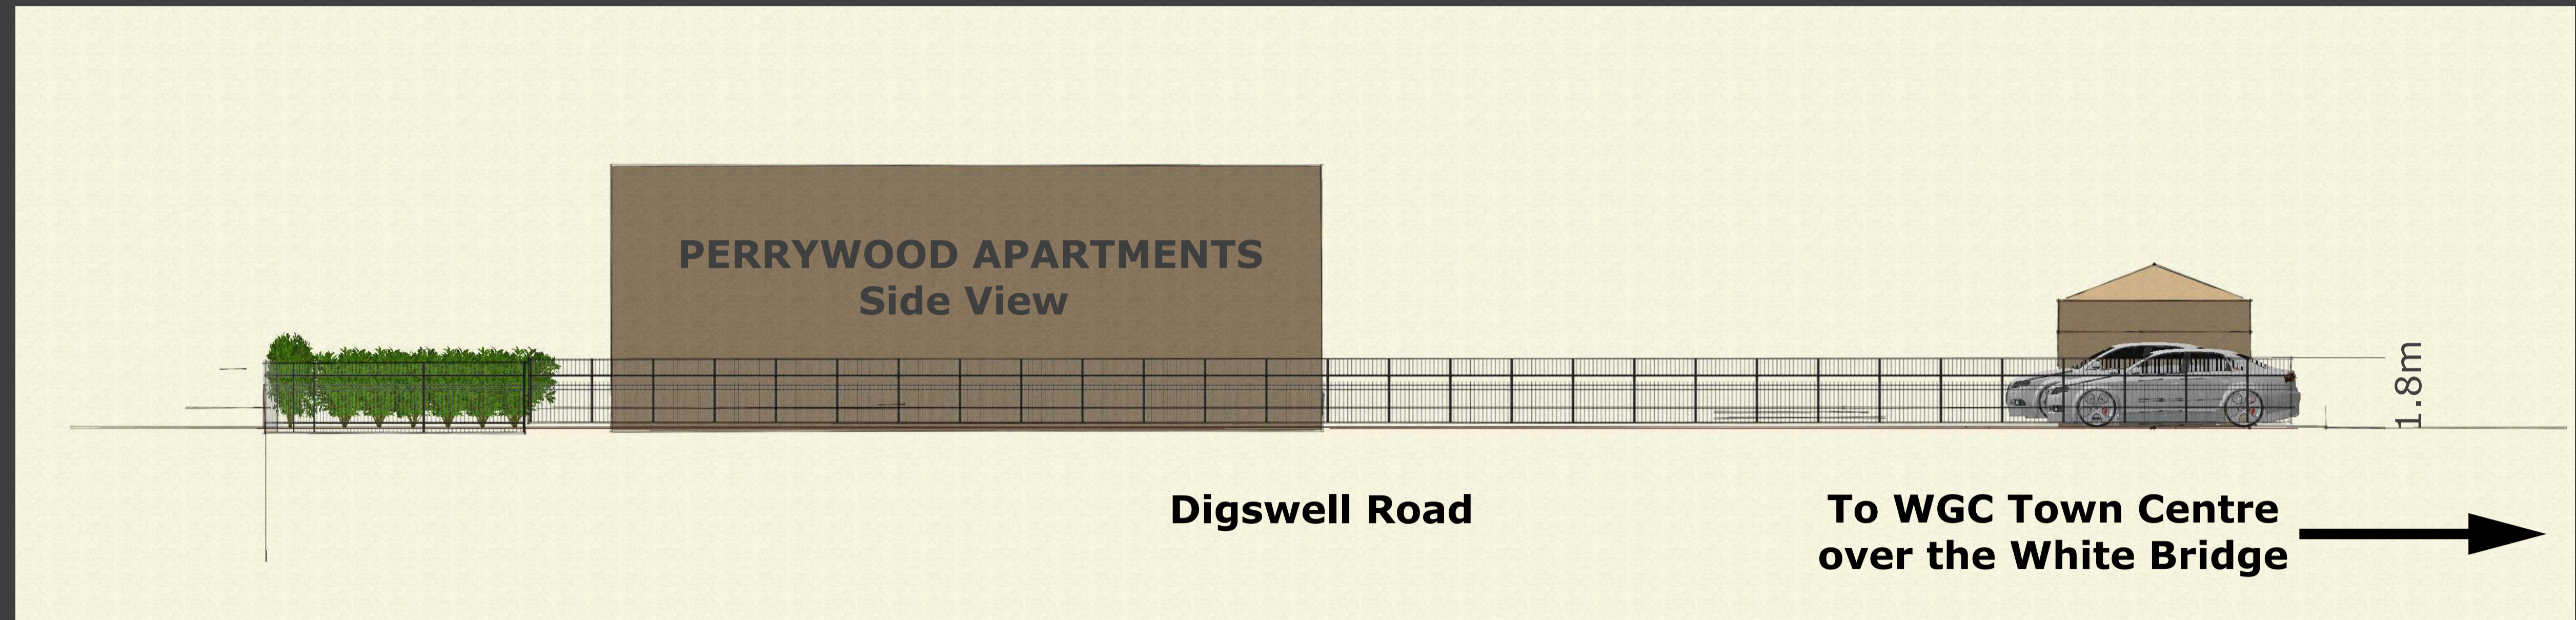 PERRYWOOD APARTMENTS
Side View
1.8m
Digswell Road
To WGC Town Centre
over the White Bridge